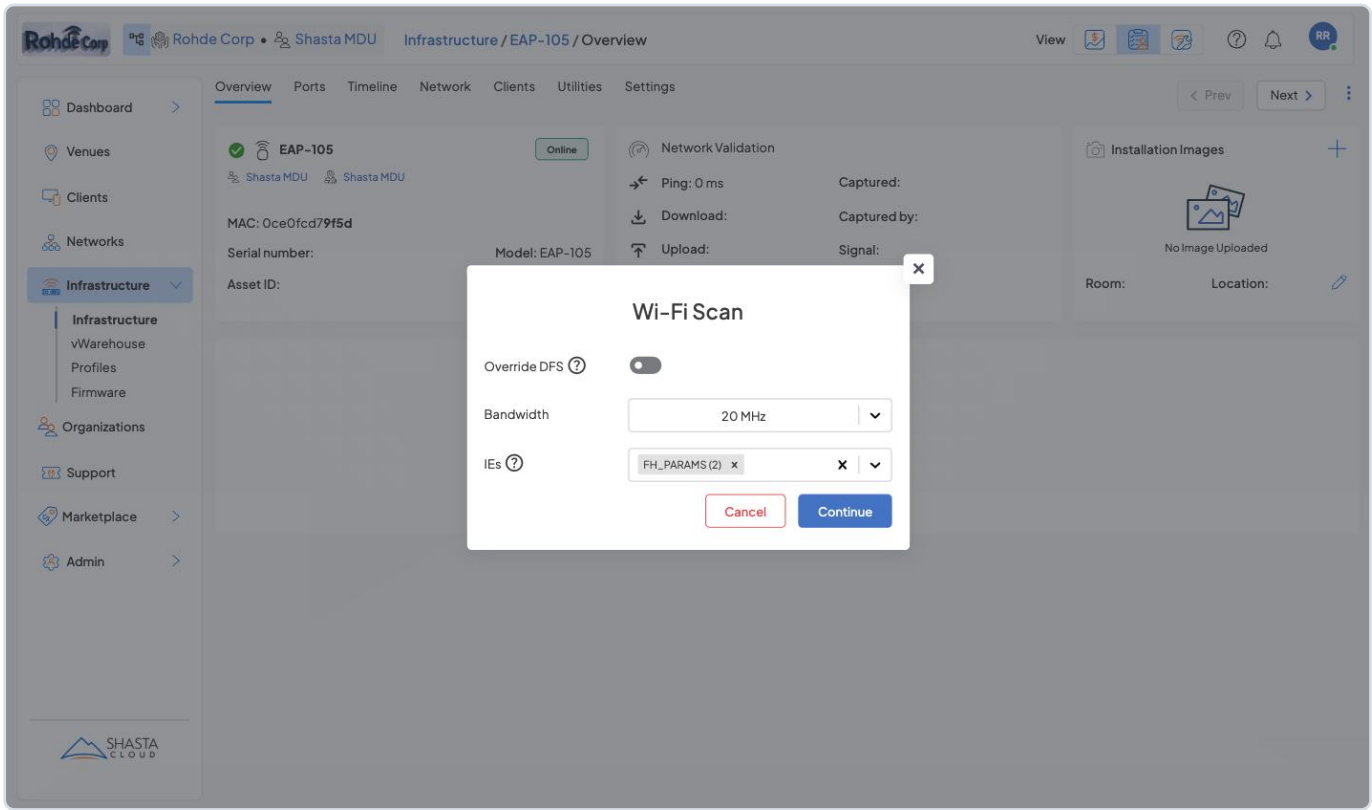 Rohde Corp
Rohde Corp • Shasta MDU
Infrastructure / EAP-105 / Overview
View
RR
Dashboard
Venues
Clients
Networks
Infrastructure
Infrastructure
vWarehouse
Profiles
Firmware
Organizations
Support
Marketplace
Admin
SHASTA
CLOUD
Overview Ports Timeline Network Clients Utilities Settings
< Prev
Next >
EAP-105
Online
Shasta MDU Shasta MDU
MAC: 0ce0fcd79f5d
Serial number:
Model: EAP-105
Asset ID:
Network Validation
Ping: 0 ms
Captured:
Download:
Captured by:
Upload:
Signal:
Installation Images
No Image Uploaded
Room:
Location:
Wi-Fi Scan
Override DFS
Bandwidth
20 MHz
IEs
FH_PARAMS (2) x
Cancel
Continue